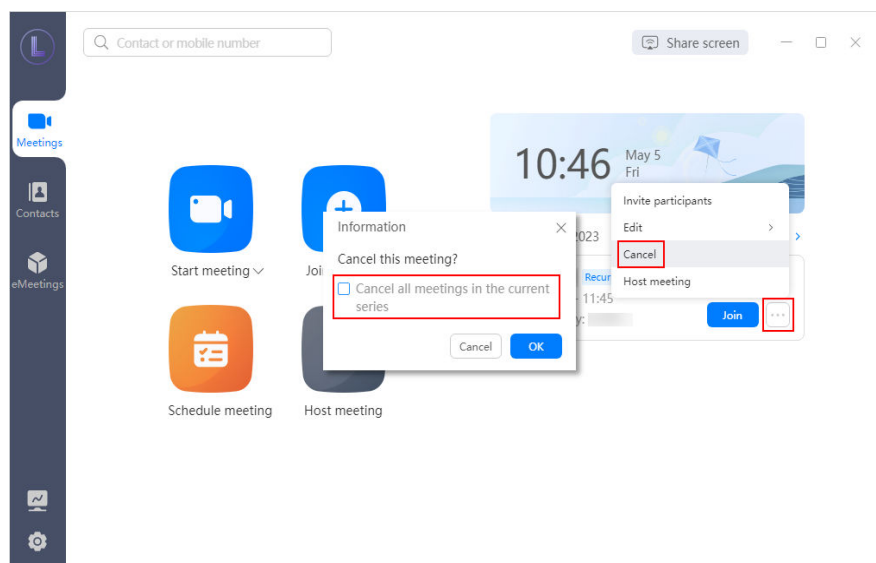 L
Contact or mobile number
Share screen
Meetings
Contacts
eMeetings
10:46
May 5
Fri
Invite participants
Edit
Cancel
Host meeting
2023
Recur
- 11:45
y:
Join
...
Information
Cancel this meeting?
Cancel all meetings in the current
series
Cancel
OK
Start meeting
Joi
Schedule meeting
Host meeting